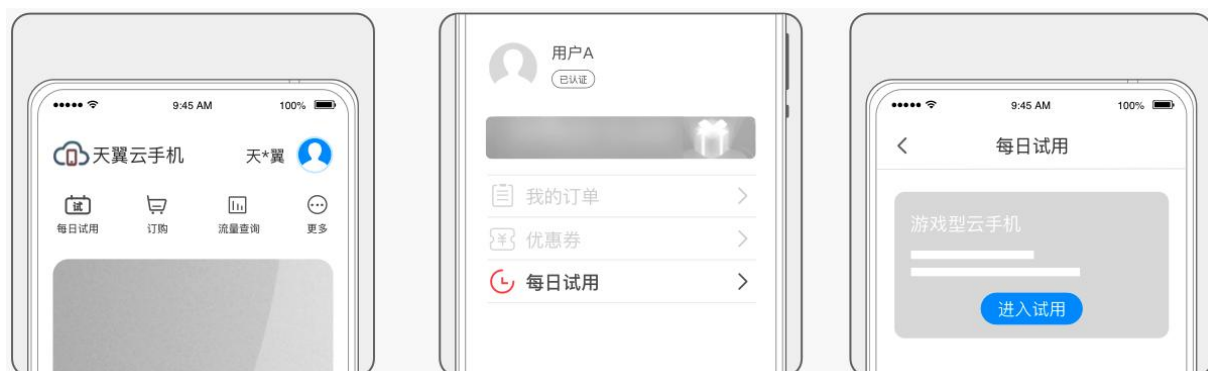 9:45 AM
100%
天翼云手机
天*翼
试
每日试用
订购
流量查询
更多
用户A
已认证
我的订单
优惠券
每日试用
9:45 AM
100%
每日试用
游戏型云手机
进入试用